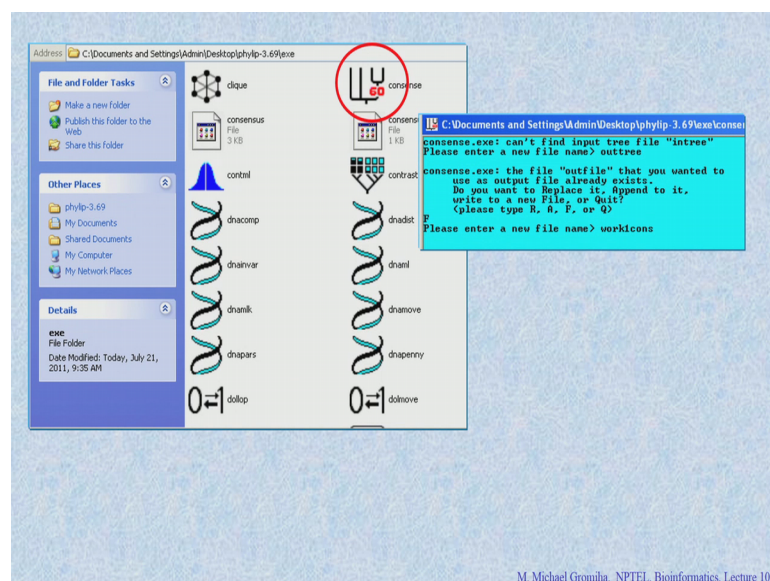 Address C:\Documents and Settings\Admin\Desktop\phylip-3.69\exe
File and Folder Tasks
Make a new folder
Publish this folder to the
Web
Share this folder
Other Places
phylip-3.69
My Documents
Shared Documents
My Computer
My Network Places
Details
exe
File Folder
Date Modified: Today, July 21,
2011, 9:35 AM
clique
GO
consense
consensus
File
3 KB
File
1 KB
contml
contrast
dnacomp
dnadist
dnainvar
dnaml
dnamlk
dnamove
dnapars
dnapenny
dollop
dolmove
C:\Documents and Settings\Admin\Desktop\phylip-3.69\exe\conser
consense.exe: can't find input tree file "intree"
Please enter a new file name> outtree
consense.exe: the file "outfile" that you wanted to
use as output file already exists.
Do you want to Replace it, Append to it,
write to a new File, or Quit?
(please type R, A, F, or Q)
F
Please enter a new file name> work1cons
M. Michael Gromiha, NPTEL, Bioinformatics, Lecture 10